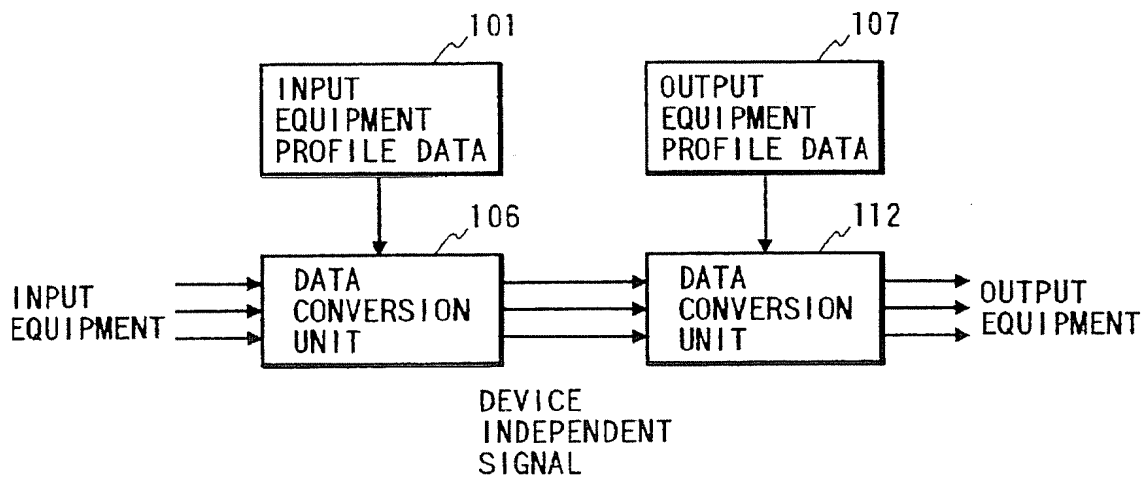 101
107
INPUT
EQUIPMENT
PROFILE DATA
OUTPUT
EQUIPMENT
PROFILE DATA
106
112
INPUT
EQUIPMENT
DATA
CONVERSION
UNIT
DATA
CONVERSION
UNIT
OUTPUT
EQUIPMENT
DEVICE
INDEPENDENT
SIGNAL